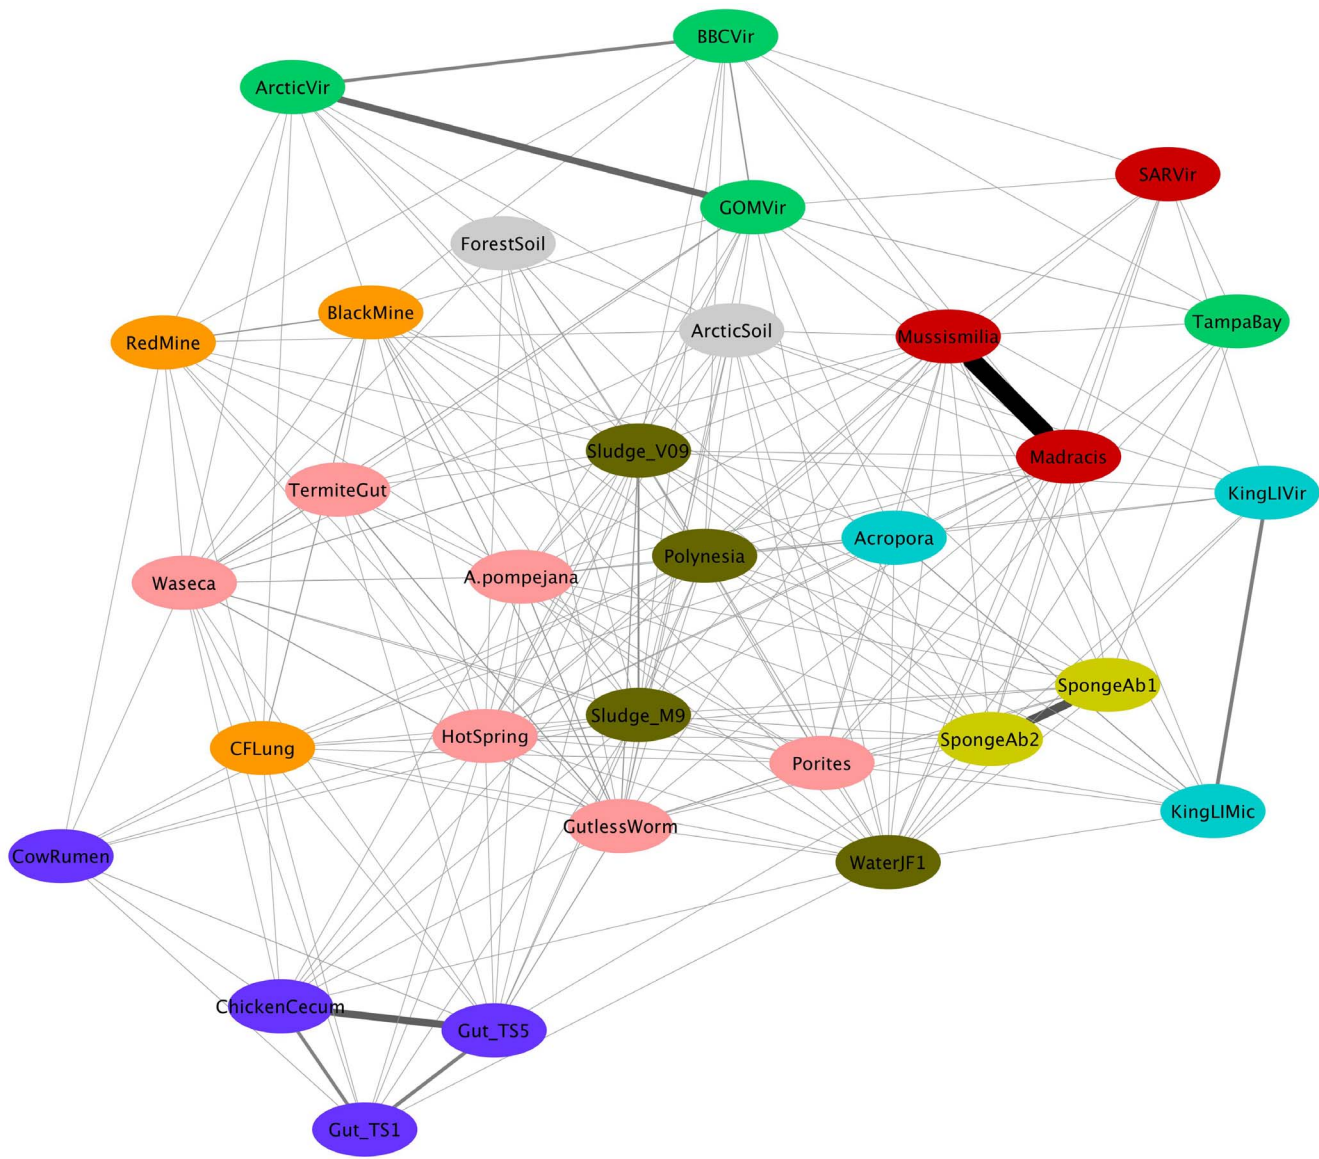 BBCVir
ArcticVir
SARVir
GOMVir
ForestSoil
BlackMine
TampaBay
ArcticSoil
Mussismilia
RedMine
Sludge_V09
Madracis
TermiteGut
KingLIVir
Acropora
Polynesia
A.pompejana
Waseca
SpongeAb1
Sludge_M9
HotSpring
SpongeAb2
CFLung
Porites
KingLIMic
GutlessWorm
CowRumen
WaterJF1
ChickenCecum
Gut_TS5
Gut_TS1